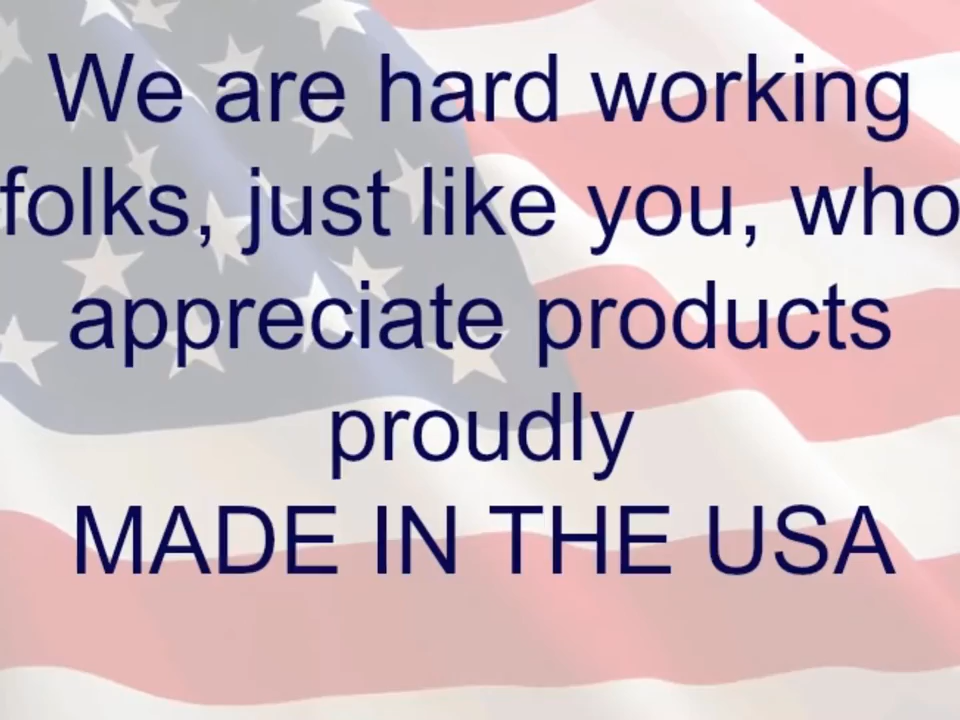 We are hard working
folks, just like you, who
appreciate products
proudly
MADE IN THE USA